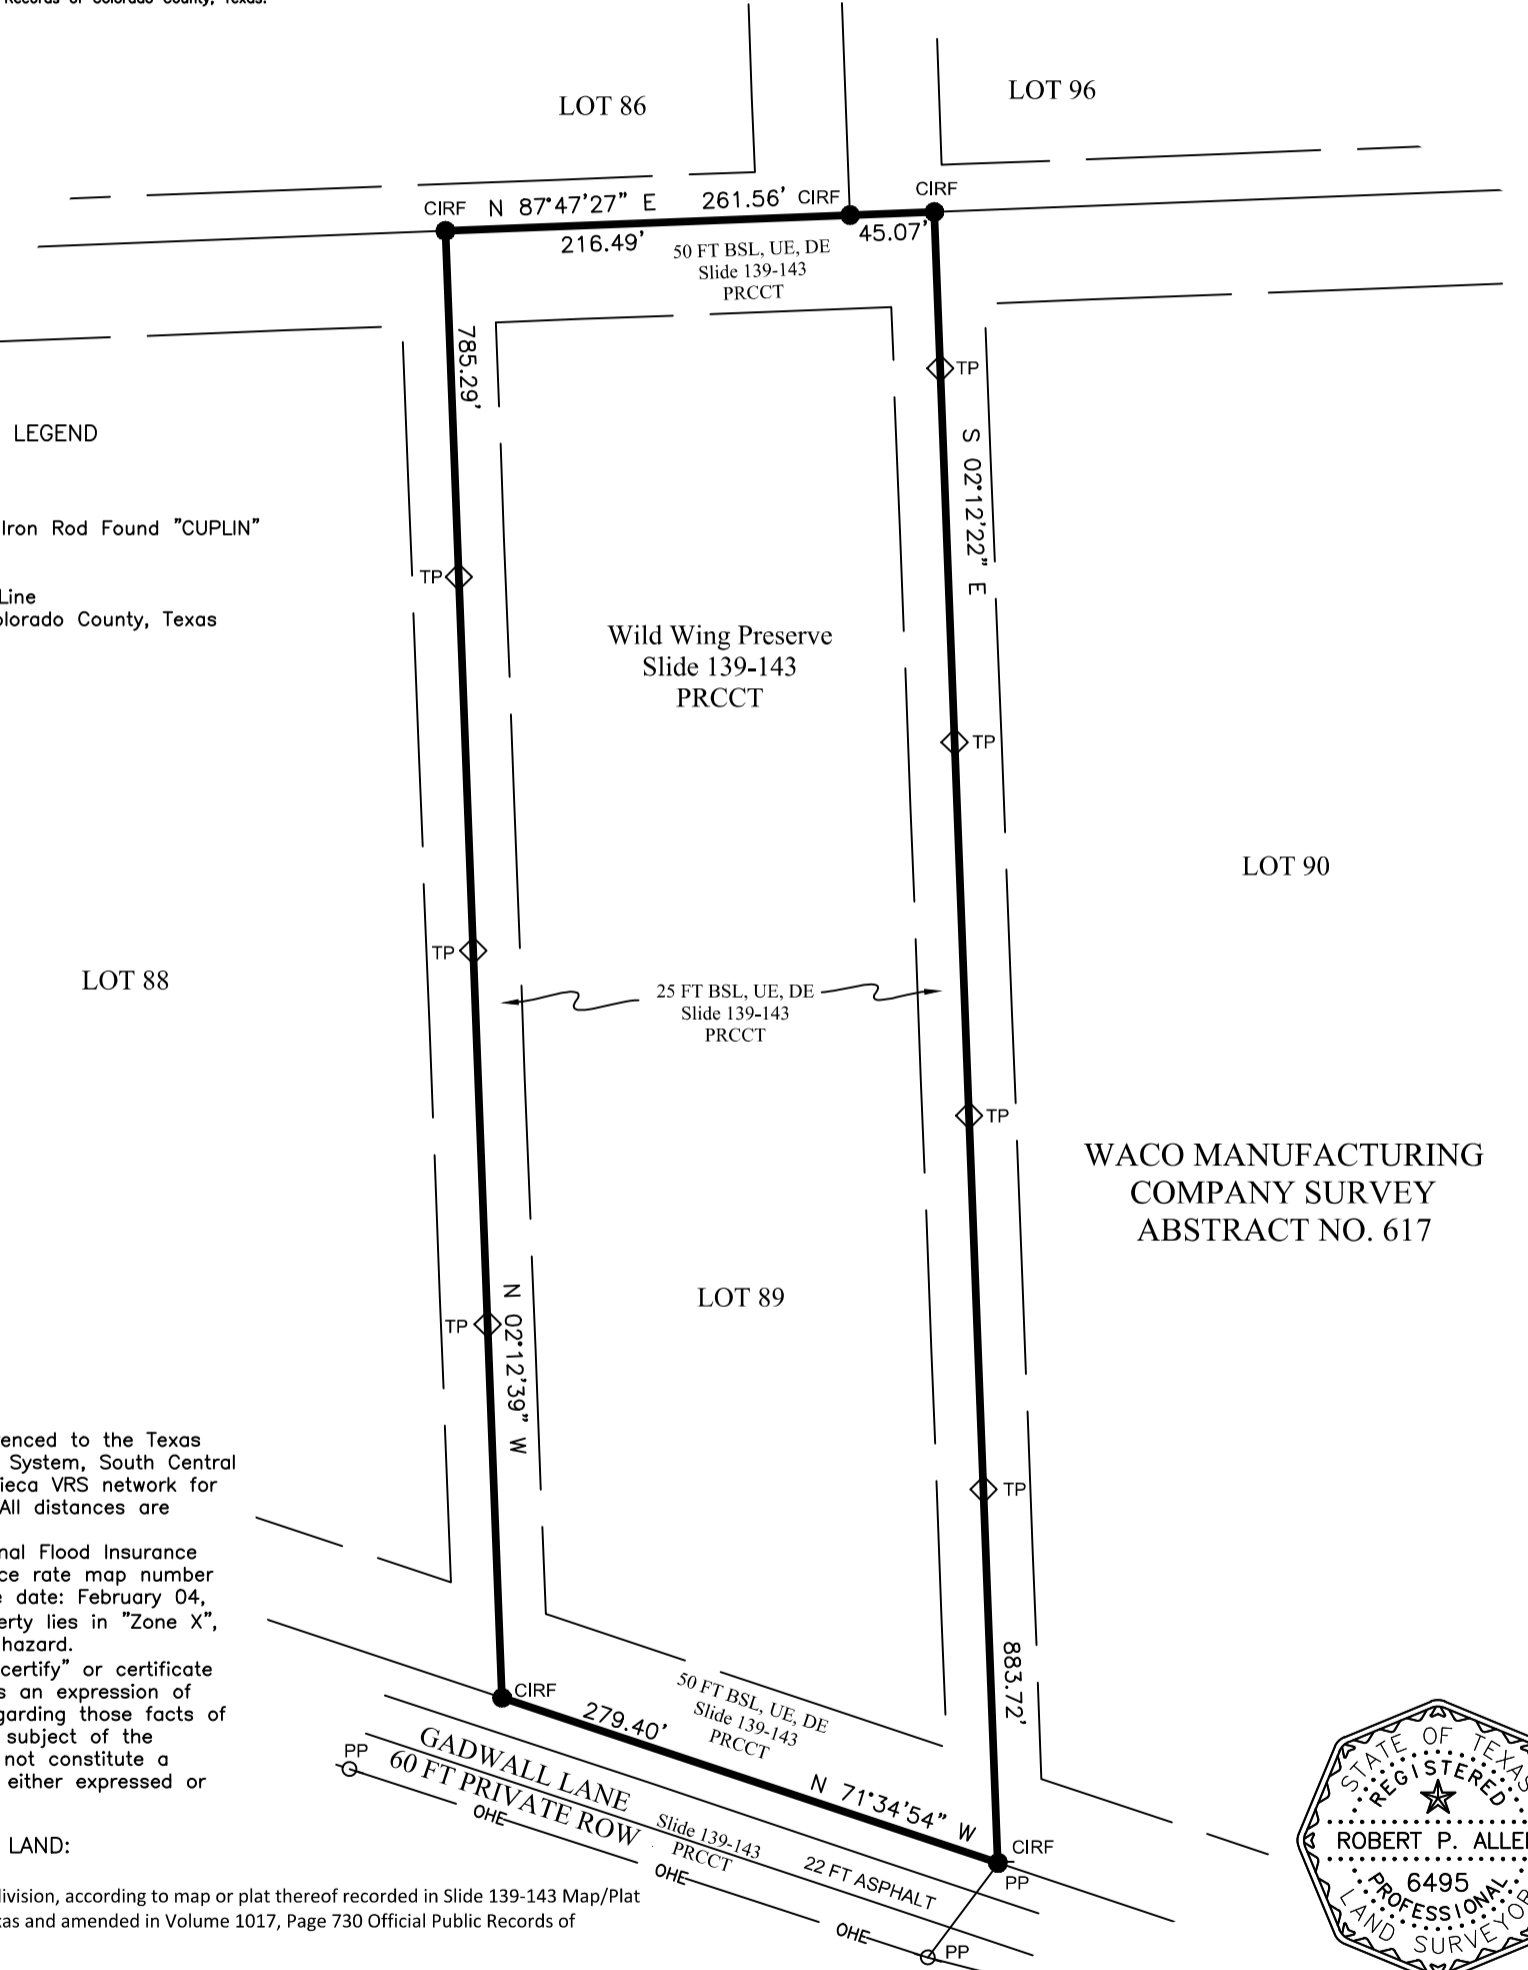 Records of Colorado County, Texas.
LOT 86
LOT 96
CIRF
N 87°47'27" E
261.56'
CIRF
CIRF
216.49'
45.07'
50 FT BSL, UE, DE
Slide 139-143
PRCCT
785.29'
TP
S 02°12'22" E
LEGEND
Iron Rod Found "CUPLIN"
Line
olorado County, Texas
TP
Wild Wing Preserve
Slide 139-143
PRCCT
TP
LOT 90
TP
LOT 88
25 FT BSL, UE, DE
Slide 139-143
PRCCT
TP
WACO MANUFACTURING
COMPANY SURVEY
ABSTRACT NO. 617
LOT 89
TP
N 02°12'39" W
TP
enced to the Texas
System, South Central
ieca VRS network for
All distances are
nal Flood Insurance
ce rate map number
e date: February 04,
erty lies in "Zone X",
hazard.
certify" or certificate
s an expression of
garding those facts of
subject of the
not constitute a
either expressed or
883.72'
CIRF
279.40'
50 FT BSL, UE, DE
Slide 139-143
PRCCT
N 71°34'54" W
PP
GADWALL LANE
60 FT PRIVATE ROW
Slide 139-143
PRCCT
OHE
OHE
22 FT ASPHALT
OHE
CIRF
PP
PP
LAND:
division, according to map or plat thereof recorded in Slide 139-143 Map/Plat
xas and amended in Volume 1017, Page 730 Official Public Records of
STATE OF TEXAS
REGISTERED
ROBERT P. ALLEN
6495
PROFESSIONAL
LAND SURVEYOR